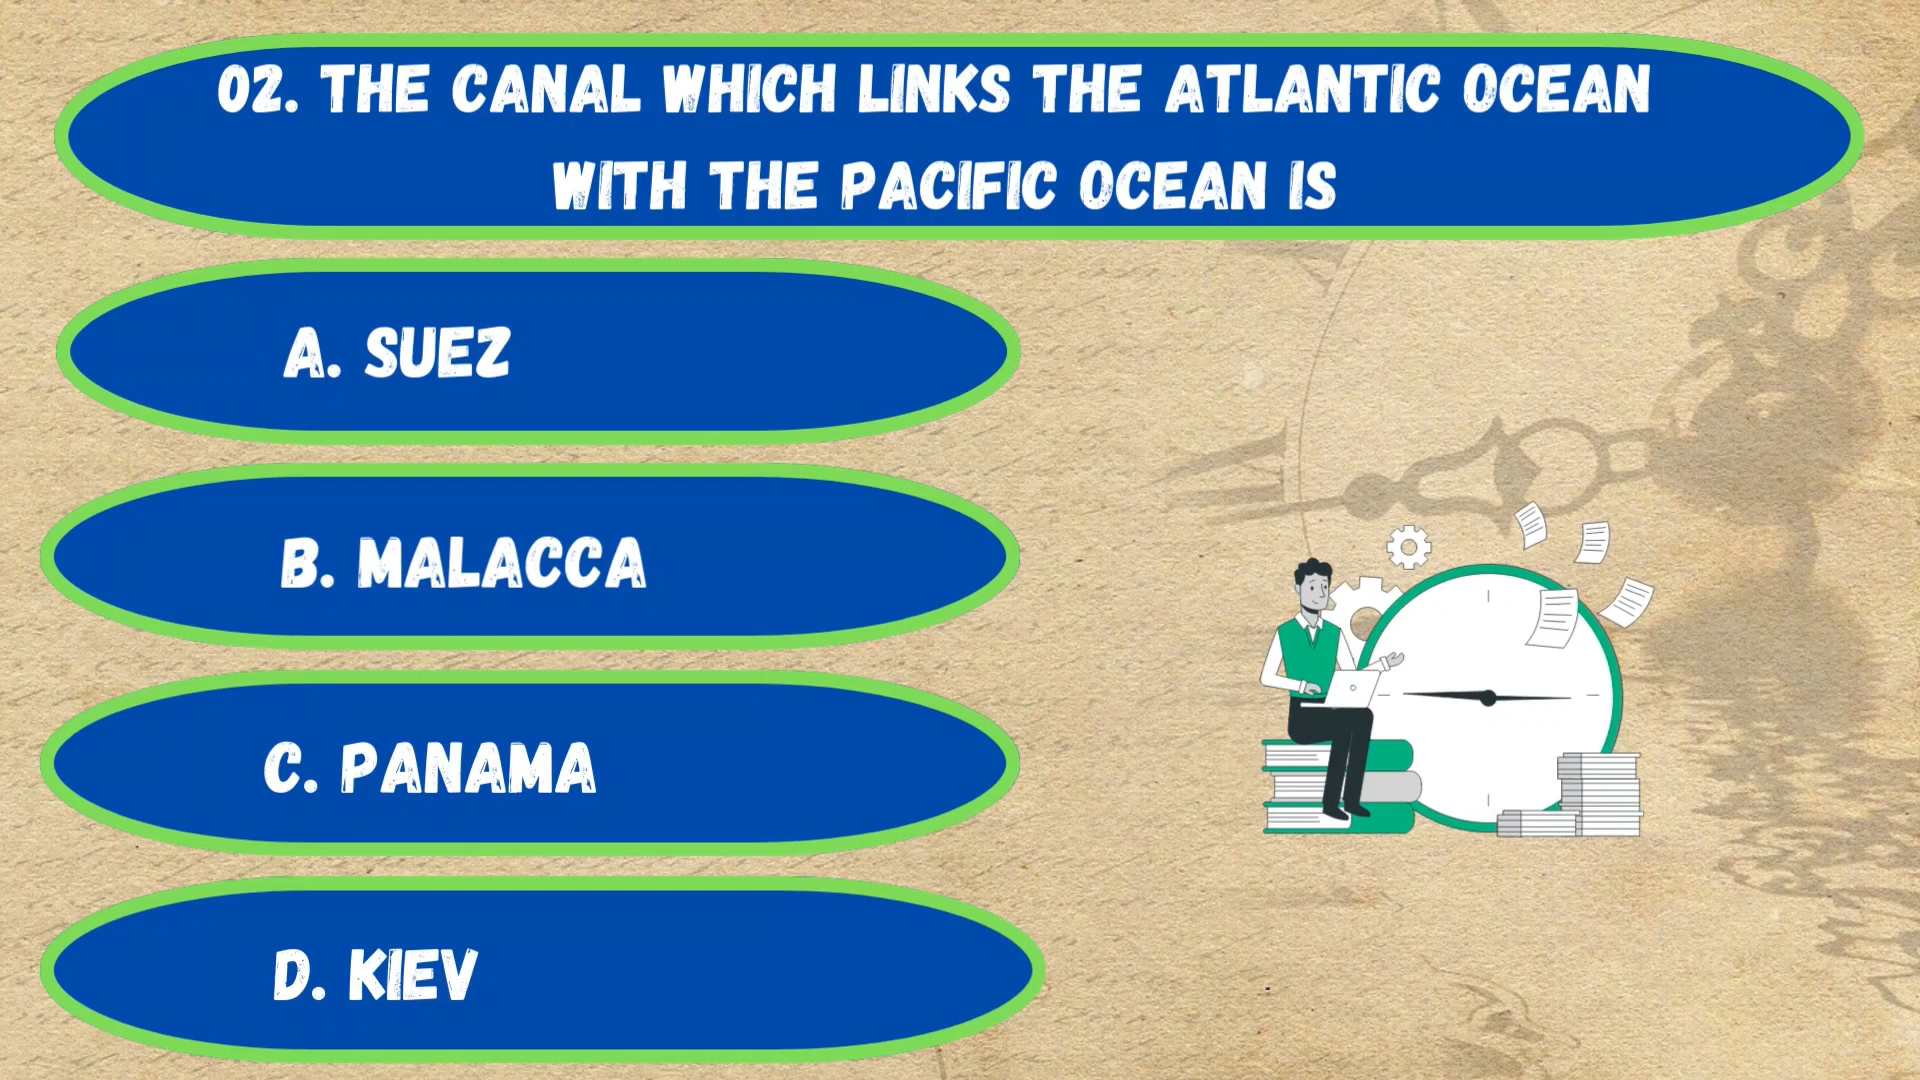 02. THE CANAL WHICH LINKS THE ATLANTIC OCEAN
WITH THE PACIFIC OCEAN IS
A. SUEZ
B. MALACCA
C. PANAMA
D. KIEV